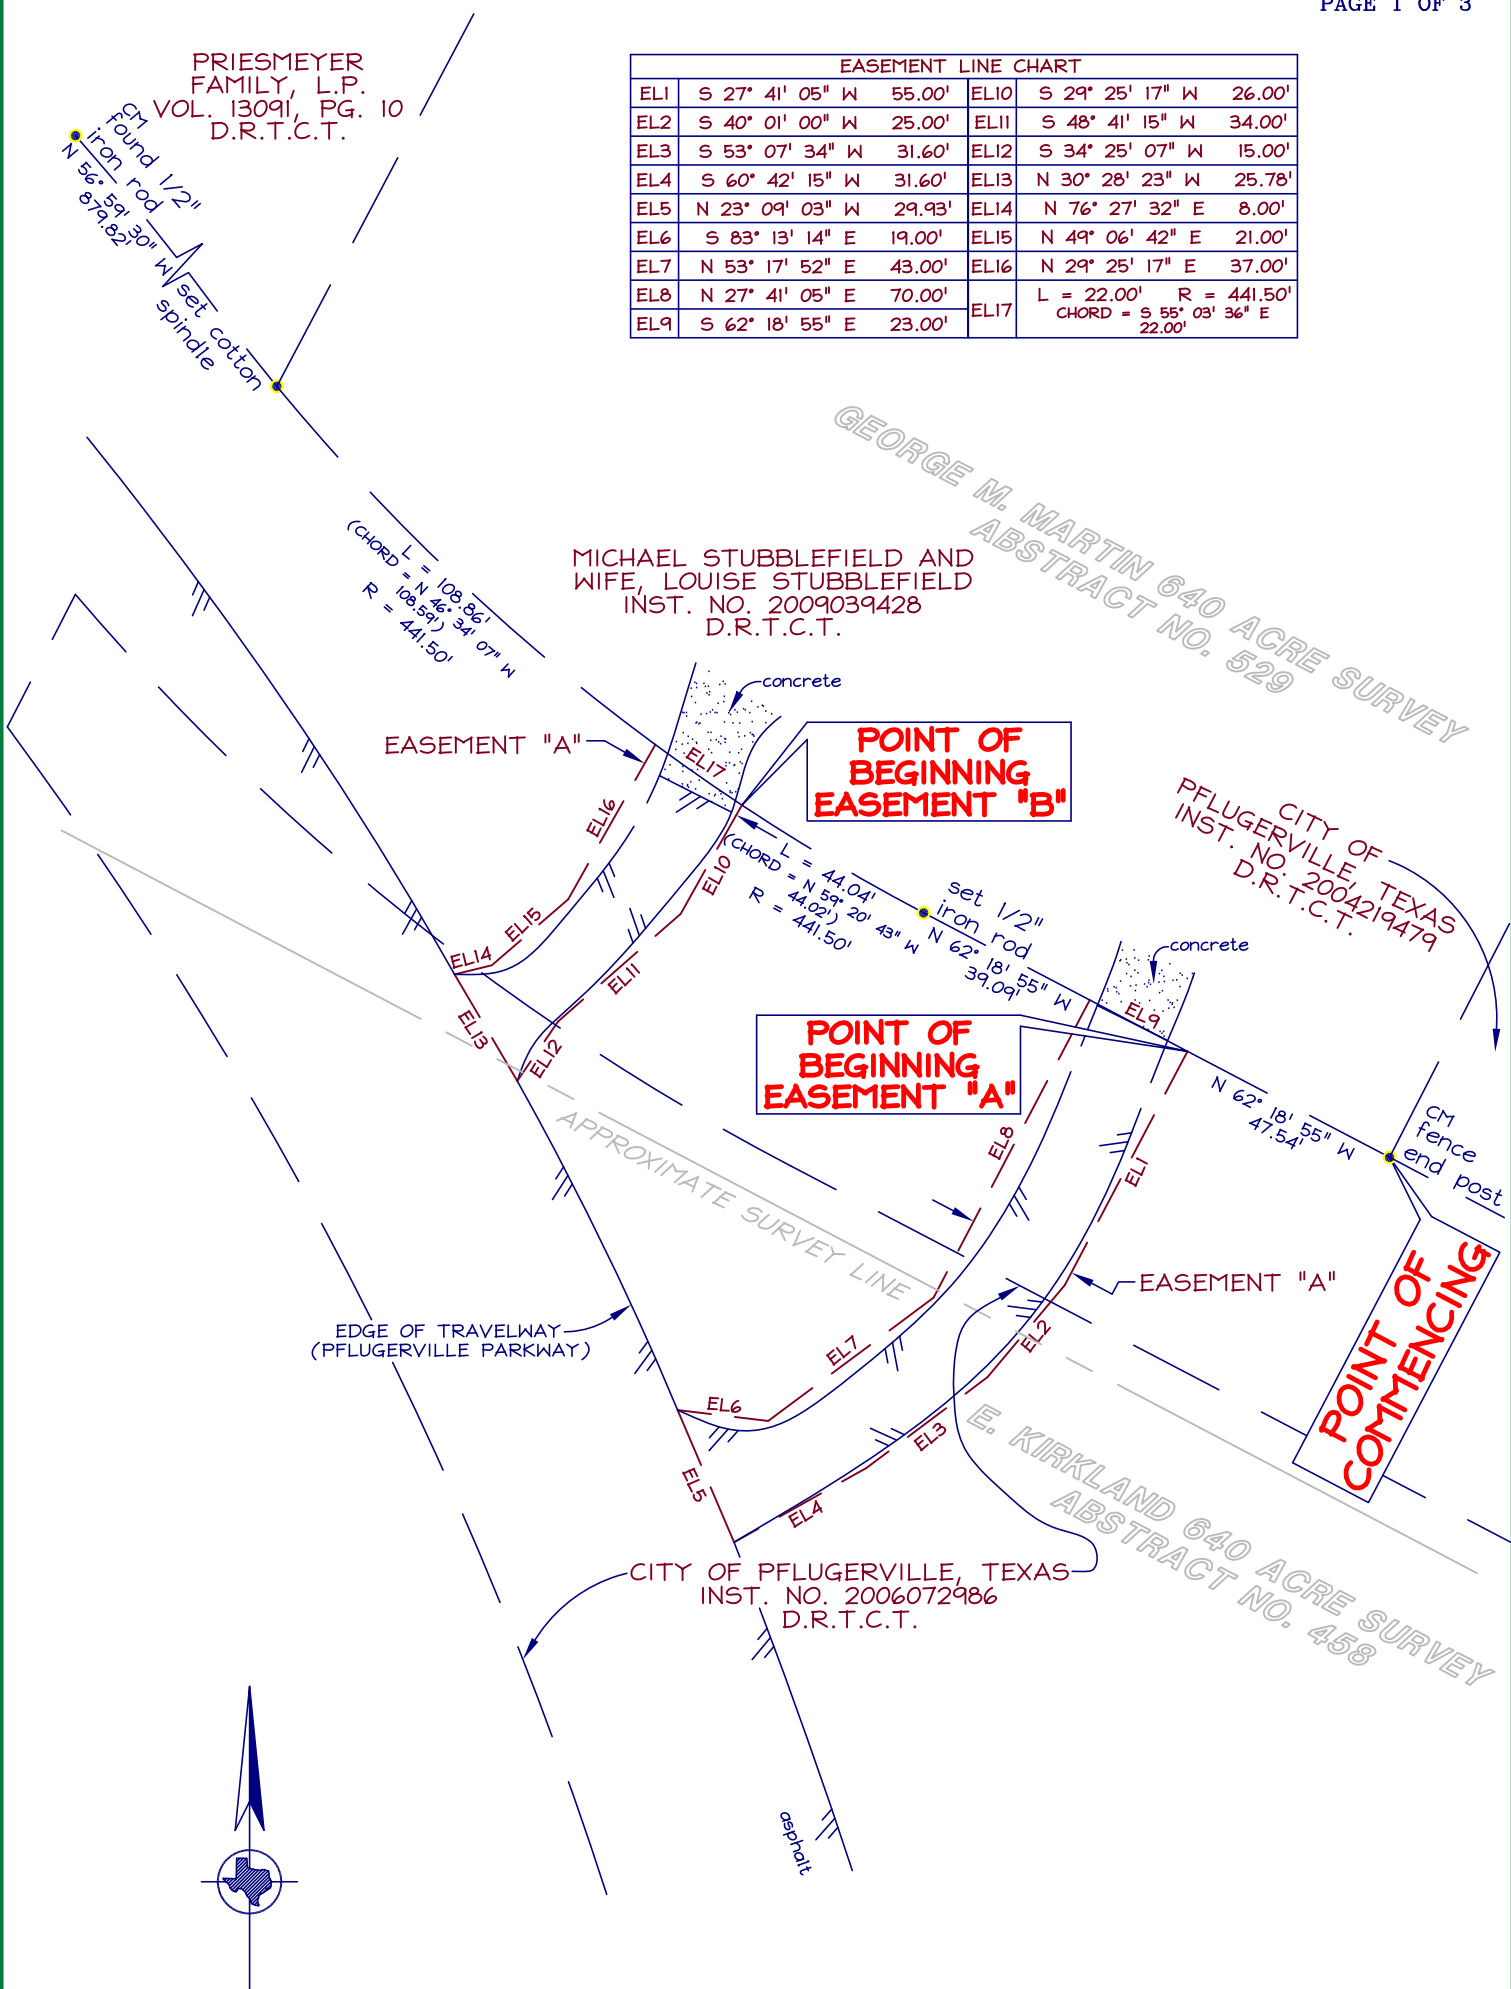 PAGE 1 OF 3
PRIESMEYER
FAMILY, L.P.
VOL. 13091, PG. 10
D.R.T.C.T.
EASEMENT LINE CHART
EL1 S 27° 41' 05" W 55.00' EL10 S 29° 25' 17" W 26.00'
EL2 S 40° 01' 00" W 25.00' EL11 S 48° 41' 15" W 34.00'
EL3 S 53° 07' 34" W 31.60' EL12 S 34° 25' 07" W 15.00'
EL4 S 60° 42' 15" W 31.60' EL13 N 30° 28' 23" W 25.78'
EL5 N 23° 09' 03" W 29.93' EL14 N 76° 27' 32" E 8.00'
EL6 S 83° 13' 14" E 19.00' EL15 N 49° 06' 42" E 21.00'
EL7 N 53° 17' 52" E 43.00' EL16 N 29° 25' 17" E 37.00'
EL8 N 27° 41' 05" E 70.00' EL17 L = 22.00' R = 441.50'
CHORD = S 55° 03' 36" E
22.00'
EL9 S 62° 18' 55" E 23.00'
CM
found 1/2"
iron rod
N 56° 59' 30" W
879.82'
set cotton
spindle
GEORGE M. MARTIN 640 ACRE SURVEY
ABSTRACT NO. 529
L = 108.86'
(CHORD = N 46° 34' 07" W
108.59')
R = 441.50'
MICHAEL STUBBLEFIELD AND
WIFE, LOUISE STUBBLEFIELD
INST. NO. 2009039428
D.R.T.C.T.
concrete
EASEMENT "A"
EL17
POINT OF
BEGINNING
EASEMENT "B"
EL16
CITY OF
PFLUGERVILLE, TEXAS
INST. NO. 2004219479
D.R.T.C.T.
L = 44.04'
(CHORD = N 59° 20' 43" W
44.02')
R = 441.50'
EL10
set 1/2"
iron rod
N 62° 18' 55" W
39.09'
EL15
EL14
EL11
concrete
EL9
EL13
EL12
POINT OF
BEGINNING
EASEMENT "A"
N 62° 18' 55" W
47.54'
CM
fence
end post
EL8
EL1
APPROXIMATE SURVEY LINE
POINT OF
COMMENCING
EASEMENT "A"
EDGE OF TRAVELWAY
(PFLUGERVILLE PARKWAY)
EL7
EL2
EL6
EL3
EL5
EL4
E. KIRKLAND 640 ACRE SURVEY
ABSTRACT NO. 458
CITY OF PFLUGERVILLE, TEXAS
INST. NO. 2006072986
D.R.T.C.T.
asphalt